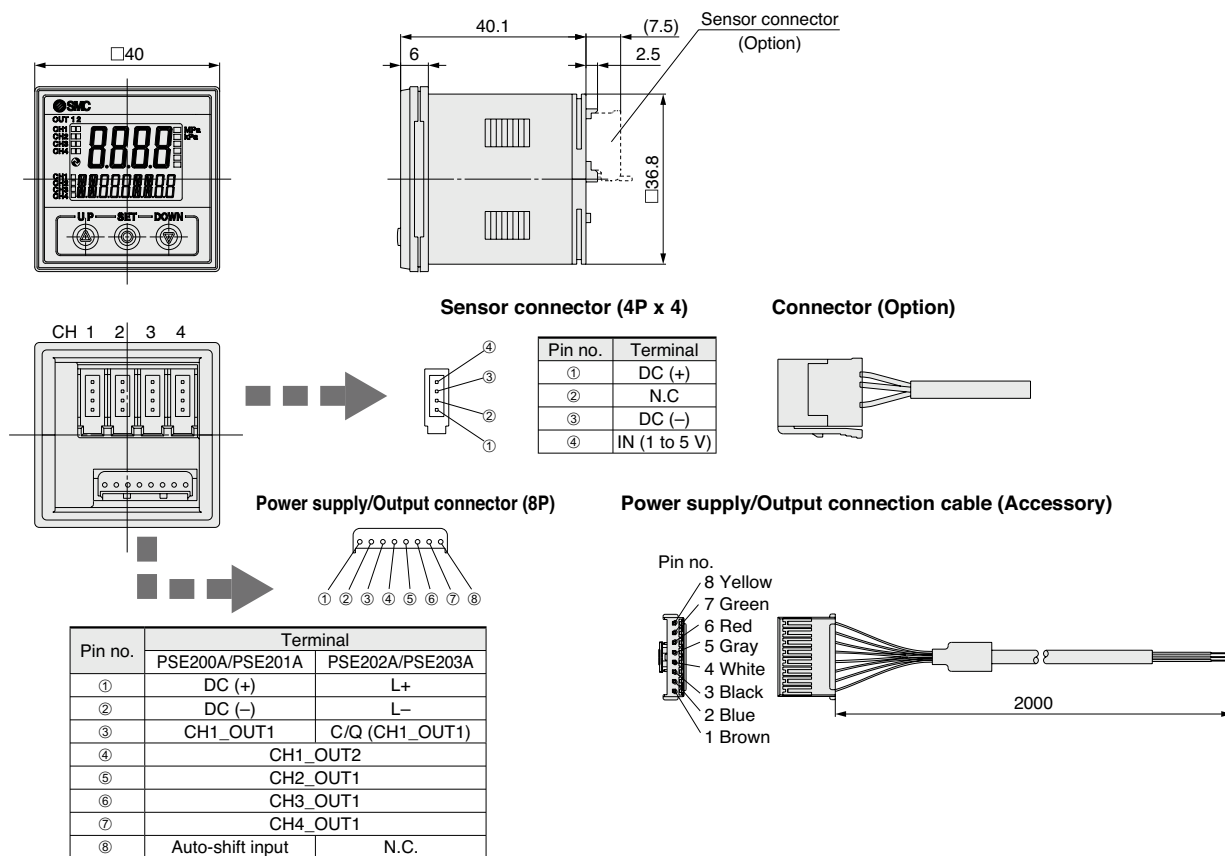 □40
40.1
(7.5)
6
2.5
Sensor connector
(Option)
□36.8
SMC
OUT 1 2
CH1
CH2
CH3
CH4
MPa
kPa
8.8.8.8
CH1
UP
SET
DOWN
Sensor connector (4P x 4)
Connector (Option)
CH 1 2 3 4
④
③
②
①
Pin no. Terminal
① DC (+)
② N.C
③ DC (–)
④ IN (1 to 5 V)
Power supply/Output connector (8P)
① ② ③ ④ ⑤ ⑥ ⑦ ⑧
Power supply/Output connection cable (Accessory)
Pin no.
8 Yellow
7 Green
6 Red
5 Gray
4 White
3 Black
2 Blue
1 Brown
2000
Pin no. Terminal
PSE200A/PSE201A PSE202A/PSE203A
① DC (+) L+
② DC (–) L–
③ CH1_OUT1 C/Q (CH1_OUT1)
④ CH1_OUT2
⑤ CH2_OUT1
⑥ CH3_OUT1
⑦ CH4_OUT1
⑧ Auto-shift input N.C.